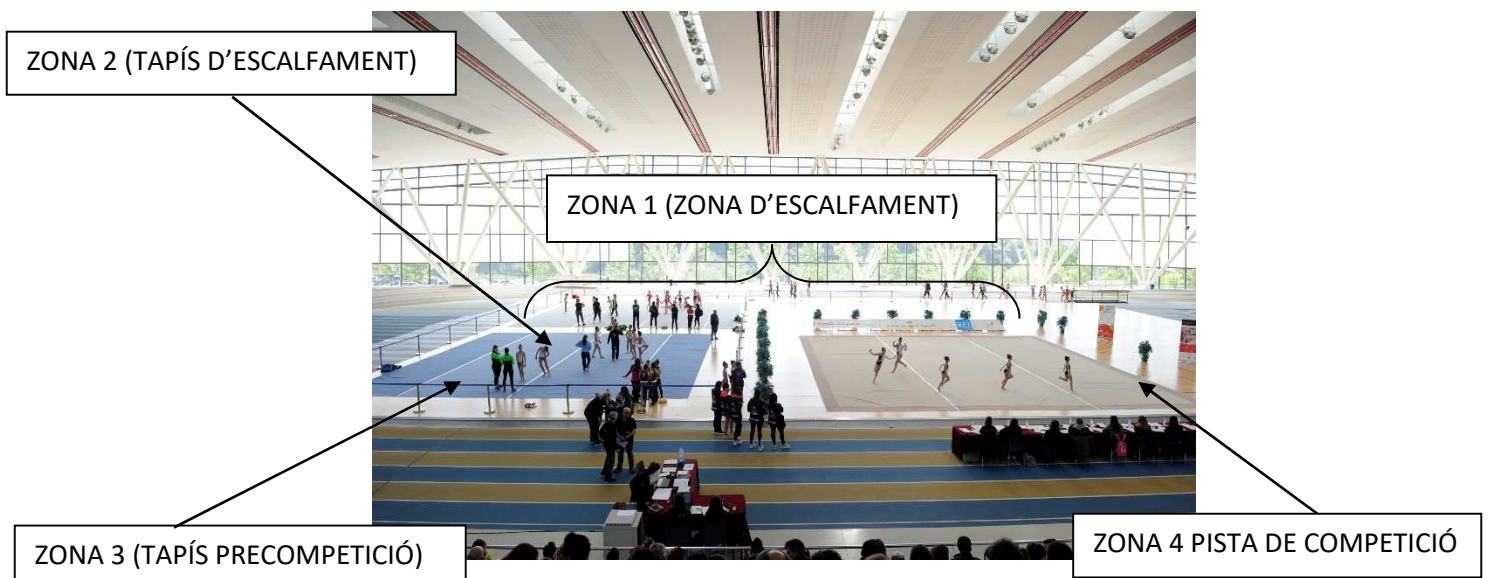 ZONA 2 (TAPÍS D’ESCALFAMENT)
ZONA 1 (ZONA D’ESCALFAMENT)
ZONA 3 (TAPÍS PRECOMPETICIÓ)
ZONA 4 PISTA DE COMPETICIÓ